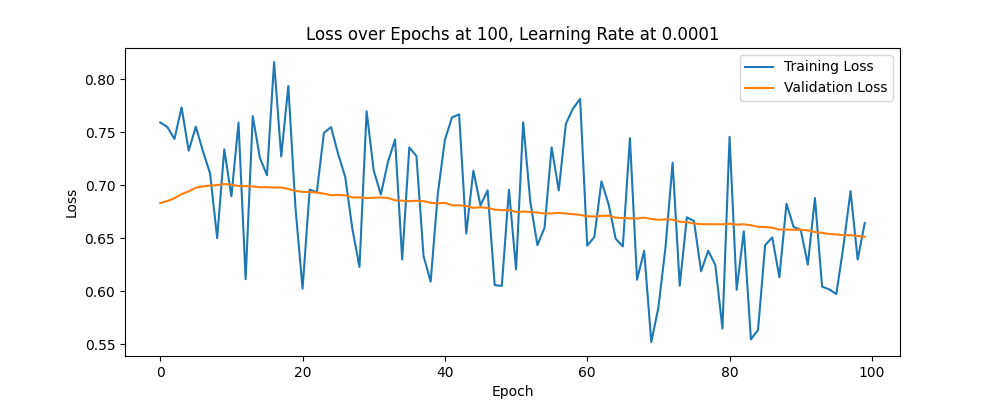 Loss over Epochs at 100, Learning Rate at 0.0001
Training Loss
Validation Loss
0.80
0.75
0.70
0.65
0.60
0.55
Loss
0 20 40 60 80 100
Epoch